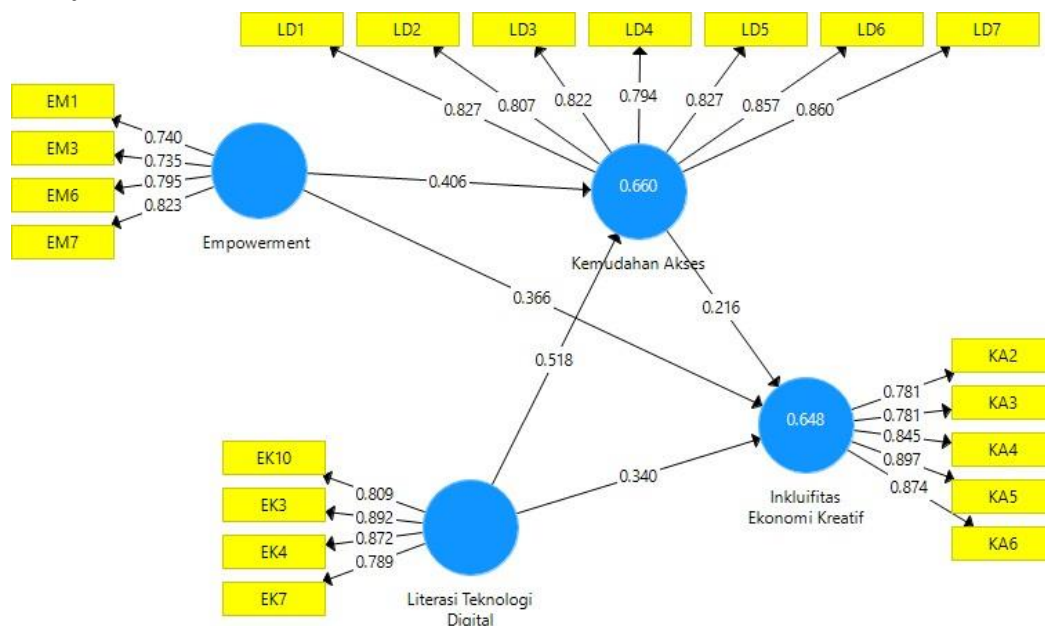 LD1
LD2
LD3
LD4
LD5
LD6
LD7
0.827
0.807
0.822
0.794
0.827
0.857
0.860
EM1
EM3
EM6
EM7
0.740
0.735
0.795
0.823
Empowerment
0.406
0.660
Kemudahan Akses
0.366
0.518
0.216
0.340
EK10
EK3
EK4
EK7
0.809
0.892
0.872
0.789
Literasi Teknologi
Digital
0.648
Inkluifitas
Ekonomi Kreatif
0.781
0.781
0.845
0.897
0.874
KA2
KA3
KA4
KA5
KA6